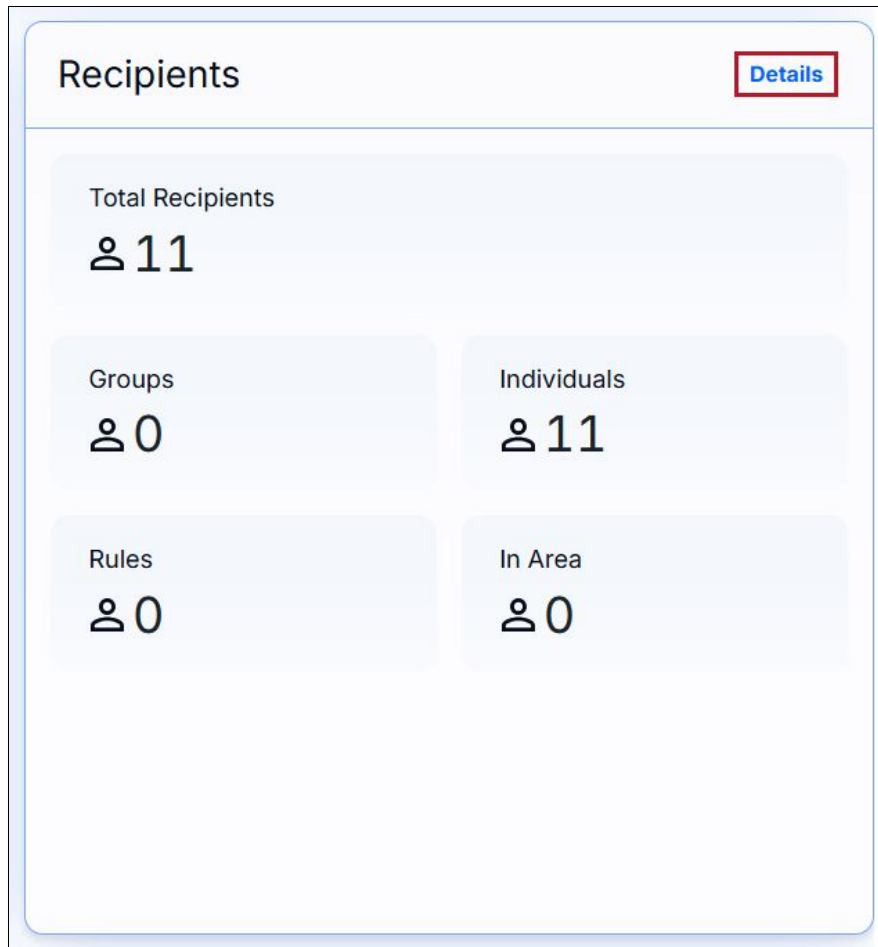 Recipients Details
Total Recipients
11
Groups Individuals
0 11
Rules In Area
0 0